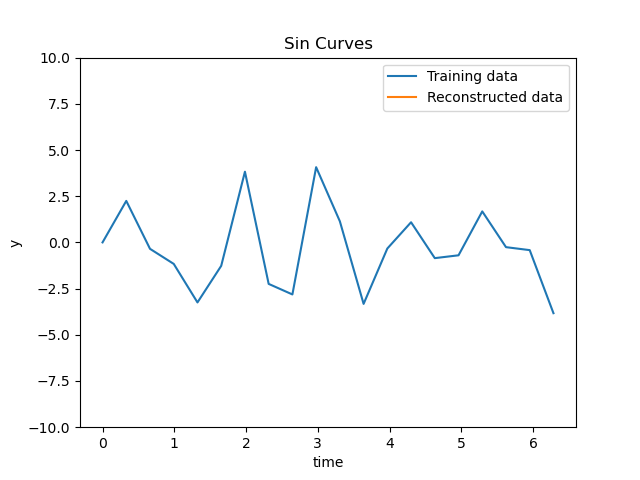 Sin Curves
Training data
Reconstructed data
10.0
7.5
5.0
2.5
0.0
−2.5
−5.0
−7.5
−10.0
y
0 1 2 3 4 5 6
time